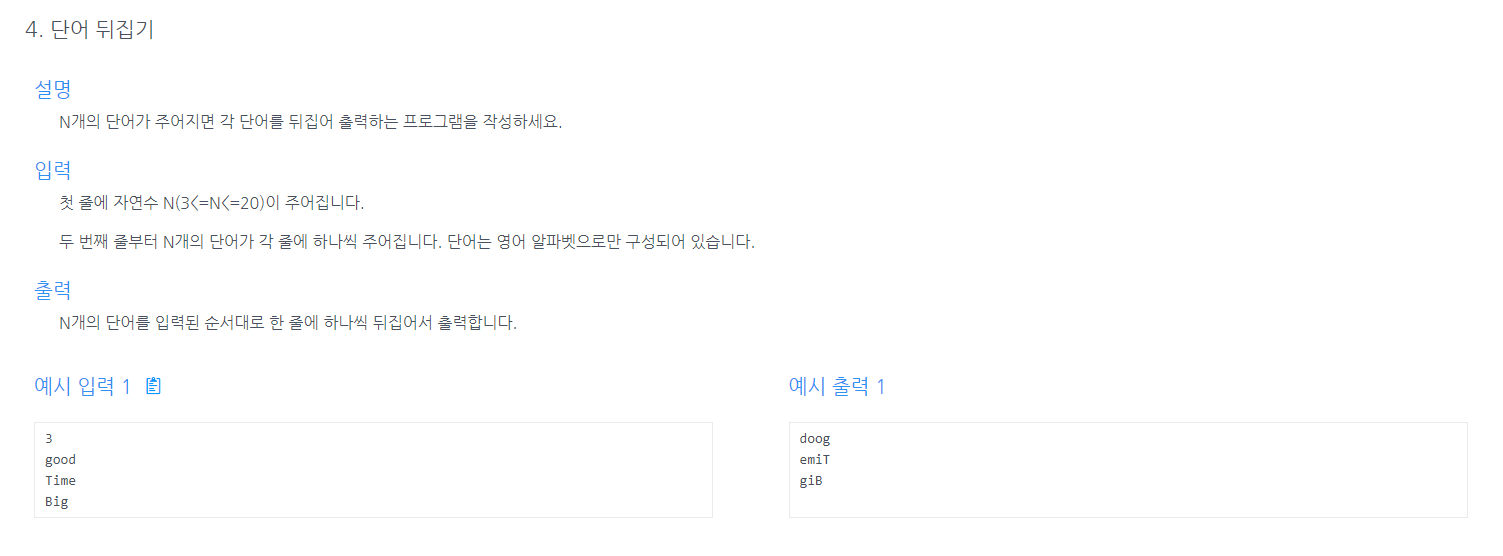 4. 단어 뒤집기
설명
N개의 단어가 주어지면 각 단어를 뒤집어 출력하는 프로그램을 작성하세요.
입력
첫 줄에 자연수 N(3<=N<=20)이 주어집니다.
두 번째 줄부터 N개의 단어가 각 줄에 하나씩 주어집니다. 단어는 영어 알파벳으로만 구성되어 있습니다.
출력
N개의 단어를 입력된 순서대로 한 줄에 하나씩 뒤집어서 출력합니다.
예시 입력 1
3
good
Time
Big
예시 출력 1
doog
emiT
giB